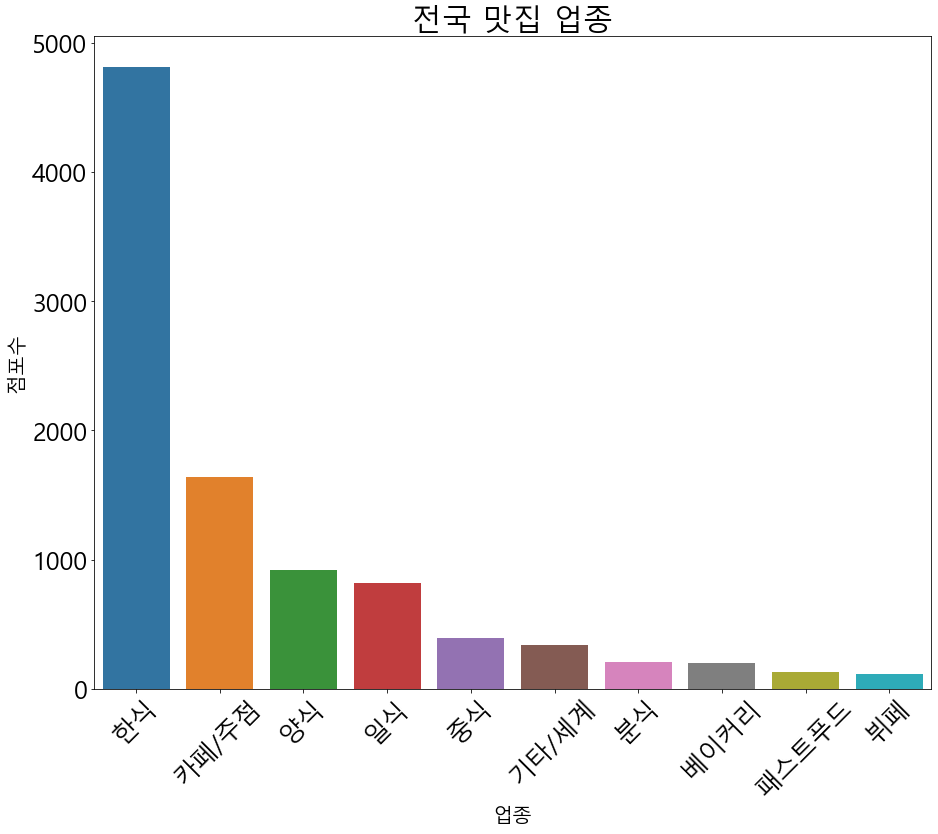 전국 맛집 업종
5000
4000
3000
2000
1000
0
점포수
한식
카페/주점
양식
일식
중식
기타/세계
분식
베이커리
패스트푸드
뷔페
업종